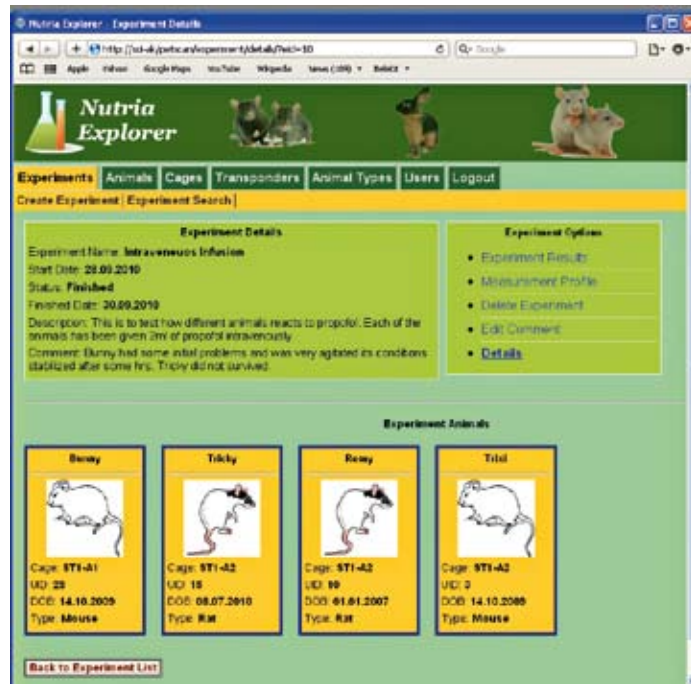 Nutria Explorer - Experiment Details
Google
Apple Yahoo! Google Maps YouTube Wikipedia
Nutria
Explorer
Experiments Animals Cages Transponders Animal Types Users Logout
Create Experiment | Experiment Search |
Experiment Details
Experiment Name: Intraveneuos Infusion
Start Date: 28.09.2010
Status: Finished
Finished Date: 30.09.2010
Description: This is to test how different animals reacts to propofol. Each of the
animals has been given 2ml of propofol intravenously
Comment: Bunny had some initial problems and was very agitated its conditions
stabilized after some hrs. Tricky did not survived.
Experiment Options
Experiment Results
Measurement Profile
Delete Experiment
Edit Comment
Details
Experiment Animals
Bunny
Cage: ST1-A1
UID:
DOB: 14.10.2009
Type: Mouse
Tricky
Cage: ST1-A2
UID: 15
DOB: 08.07.2010
Type: Rat
Romy
Cage: ST1-A2
UID:
DOB: 01.01.2007
Type: Rat
Cage: ST1-A2
UID: 3
DOB: 14.10.2009
Type: Mouse
Back to Experiment List